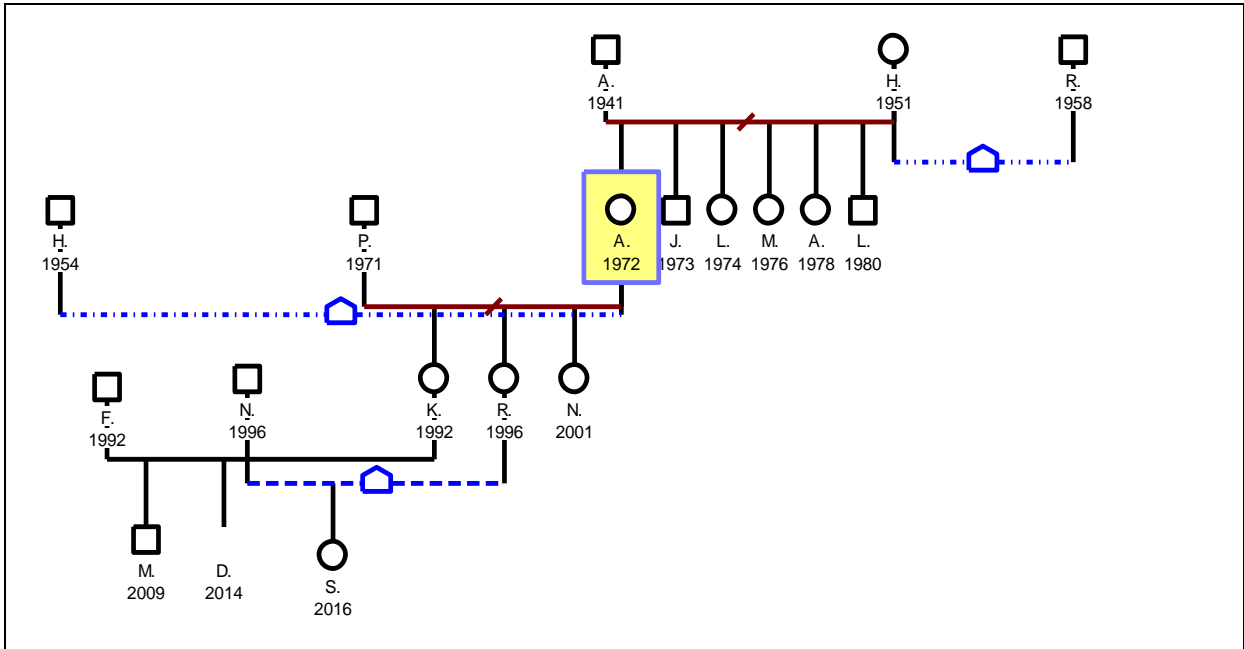 A.
1941
H.
1951
R.
1958
H.
1954
P.
1971
A.
1972
J.
1973
L.
1974
M.
1976
A.
1978
L.
1980
F.
1992
N.
1996
K.
1992
R.
1996
N.
2001
M.
2009
D.
2014
S.
2016